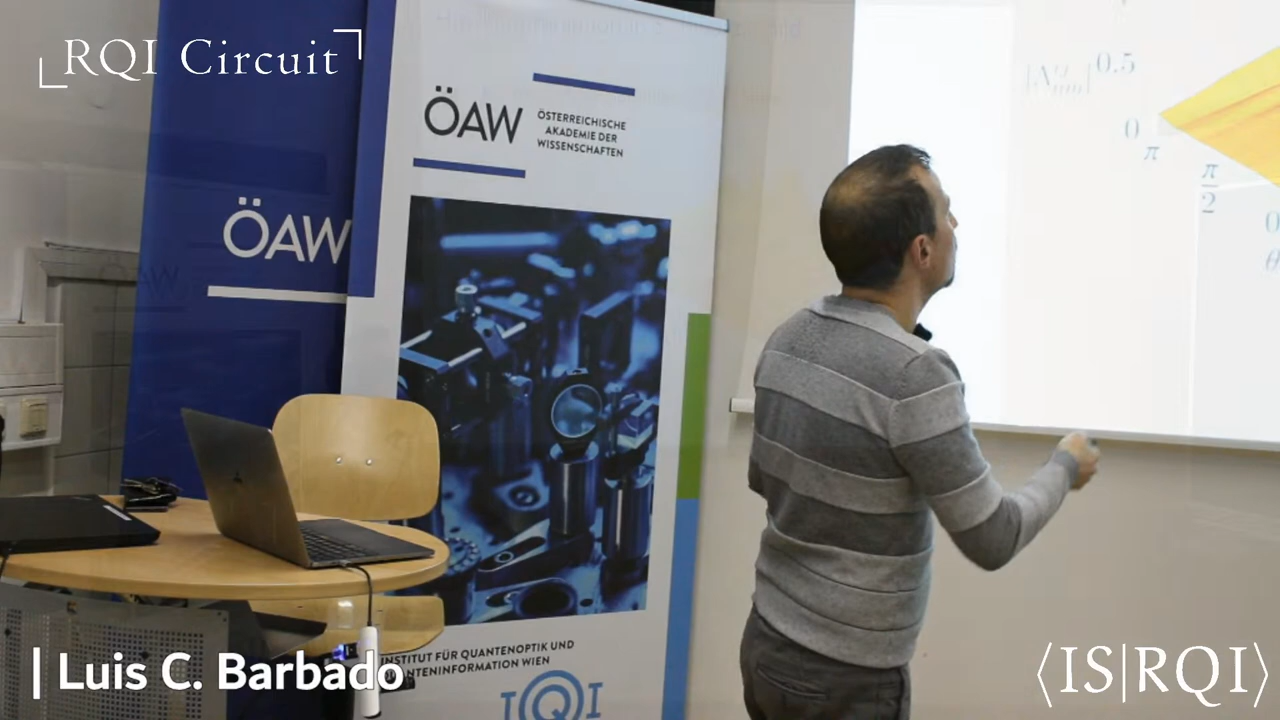 RQI Circuit
ÖAW
ÖSTERREICHISCHE
AKADEMIE DER
WISSENSCHAFTEN
ÖAW
0.5
0
π
π
2
0
θ
INSTITUT FÜR QUANTENOPTIK UND
QUANTENINFORMATION WIEN
IQI
| Luis C. Barbado
⟨IS|RQI⟩